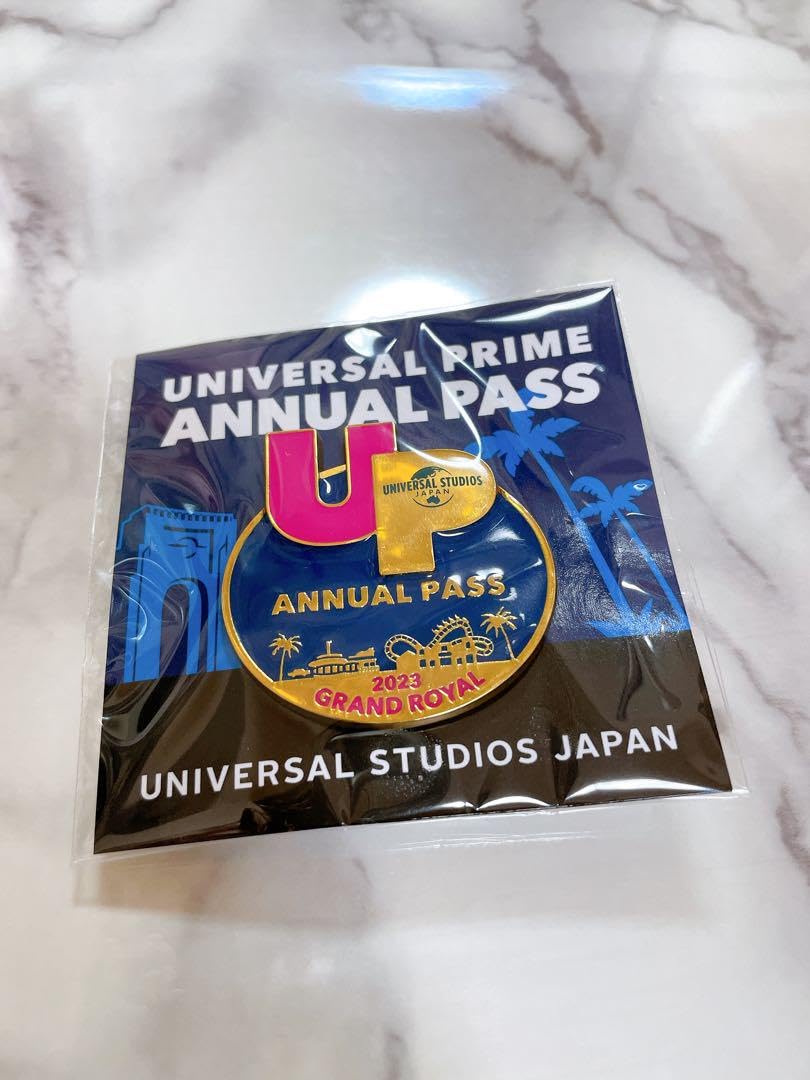 UNIVERSAL PRIME
ANNUAL PASS
UP
UNIVERSAL STUDIOS
JAPAN
ANNUAL PASS
2023
GRAND ROYAL
UNIVERSAL STUDIOS JAPAN